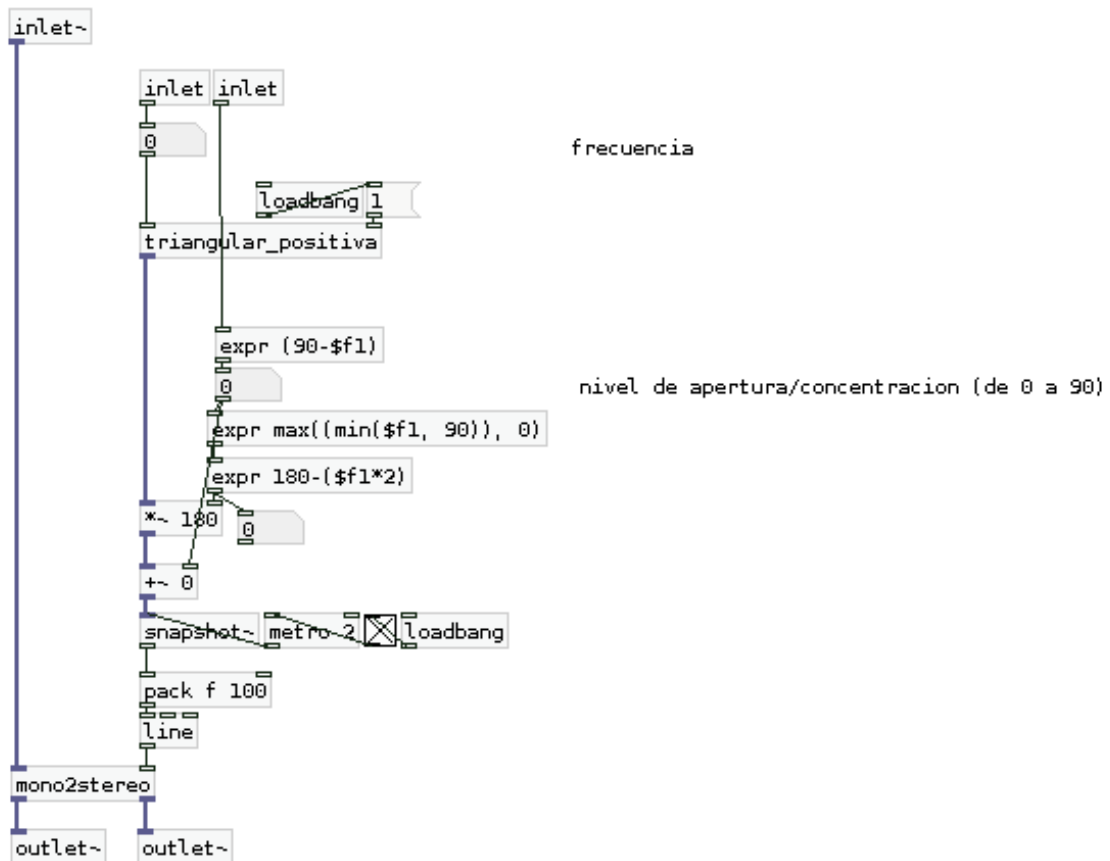 inlet~
inlet inlet
0
frecuencia
loadbang 1
triangular_positiva
expr (90-$f1)
0
nivel de apertura/concentracion (de 0 a 90)
expr max((min($f1, 90)), 0)
expr 180-($f1*2)
*~ 180
0
+~ 0
snapshot~ metro 2 loadbang
pack f 100
line
mono2stereo
outlet~ outlet~